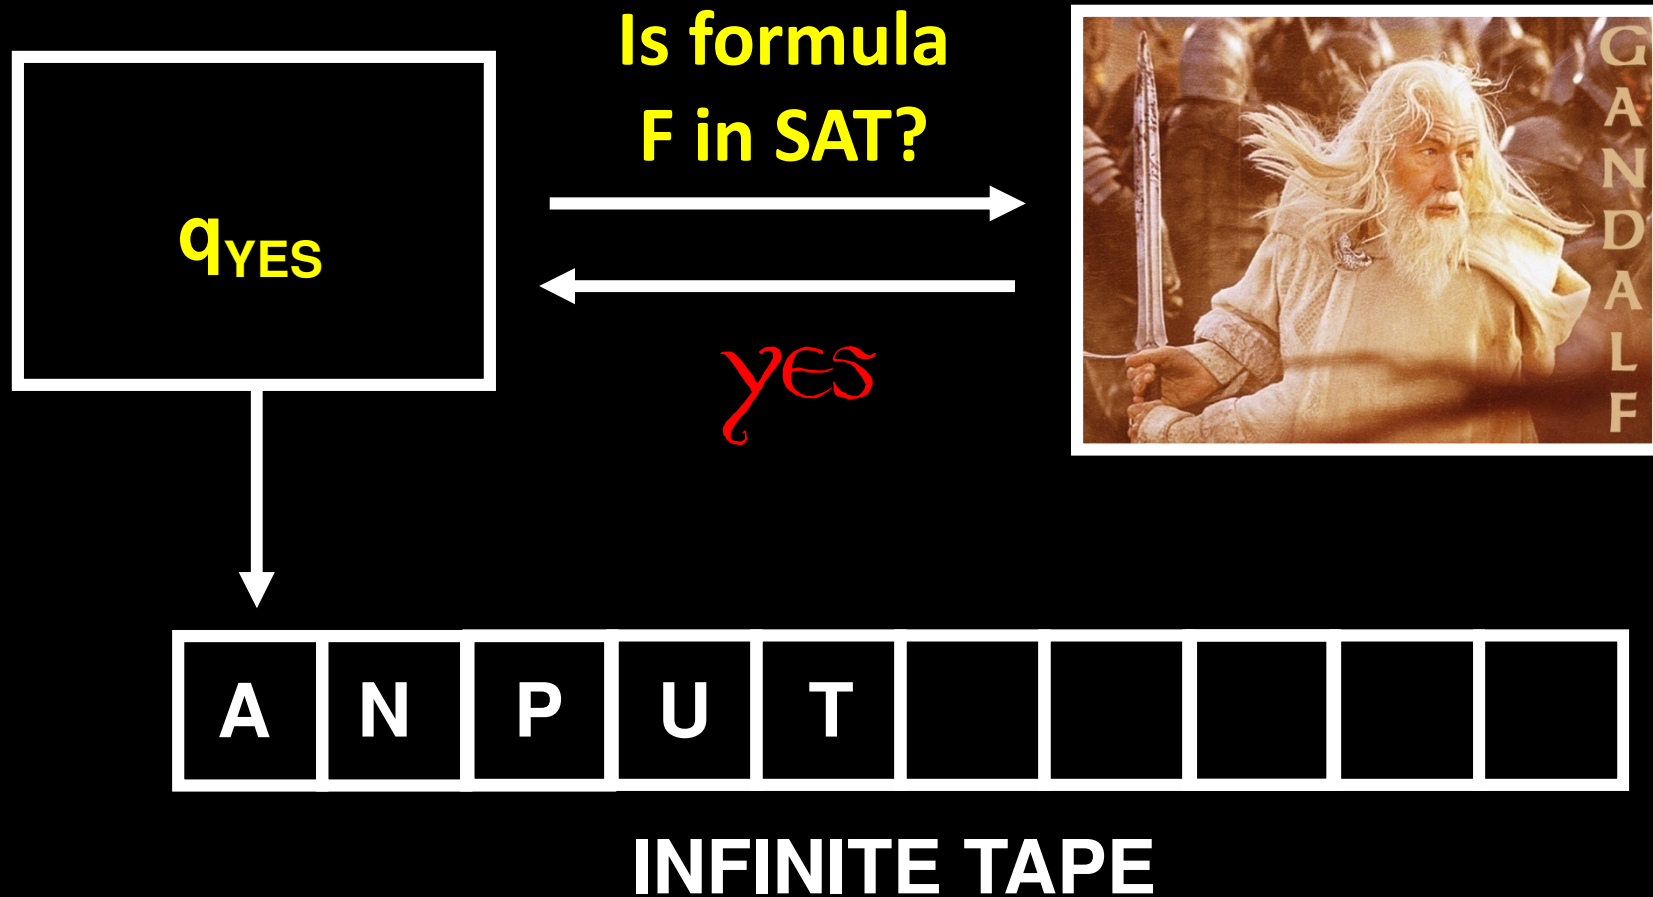 Is formula
F in SAT?
GANDALF
qYES
yes
A N P U T
INFINITE TAPE